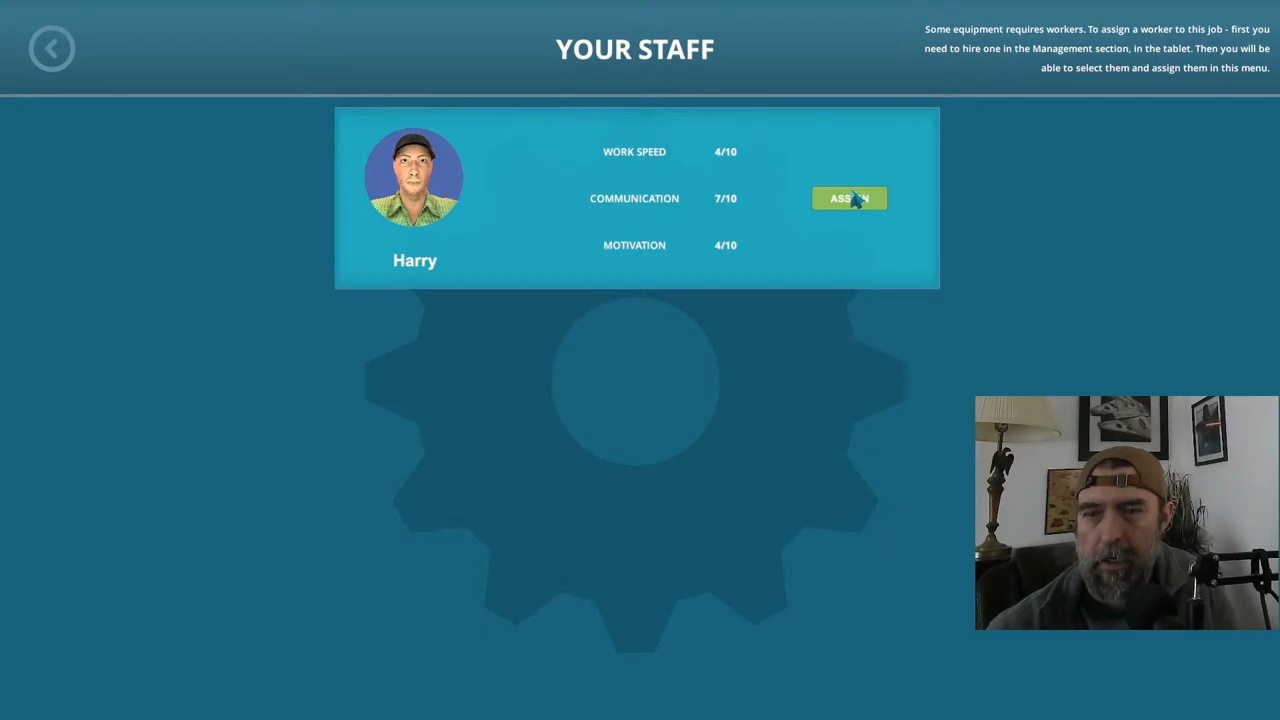 YOUR STAFF
Some equipment requires workers. To assign a worker to this job - first you
need to hire one in the Management section, in the tablet. Then you will be
able to select them and assign them in this menu.
WORK SPEED 4/10
COMMUNICATION 7/10
ASSIGN
MOTIVATION 4/10
Harry